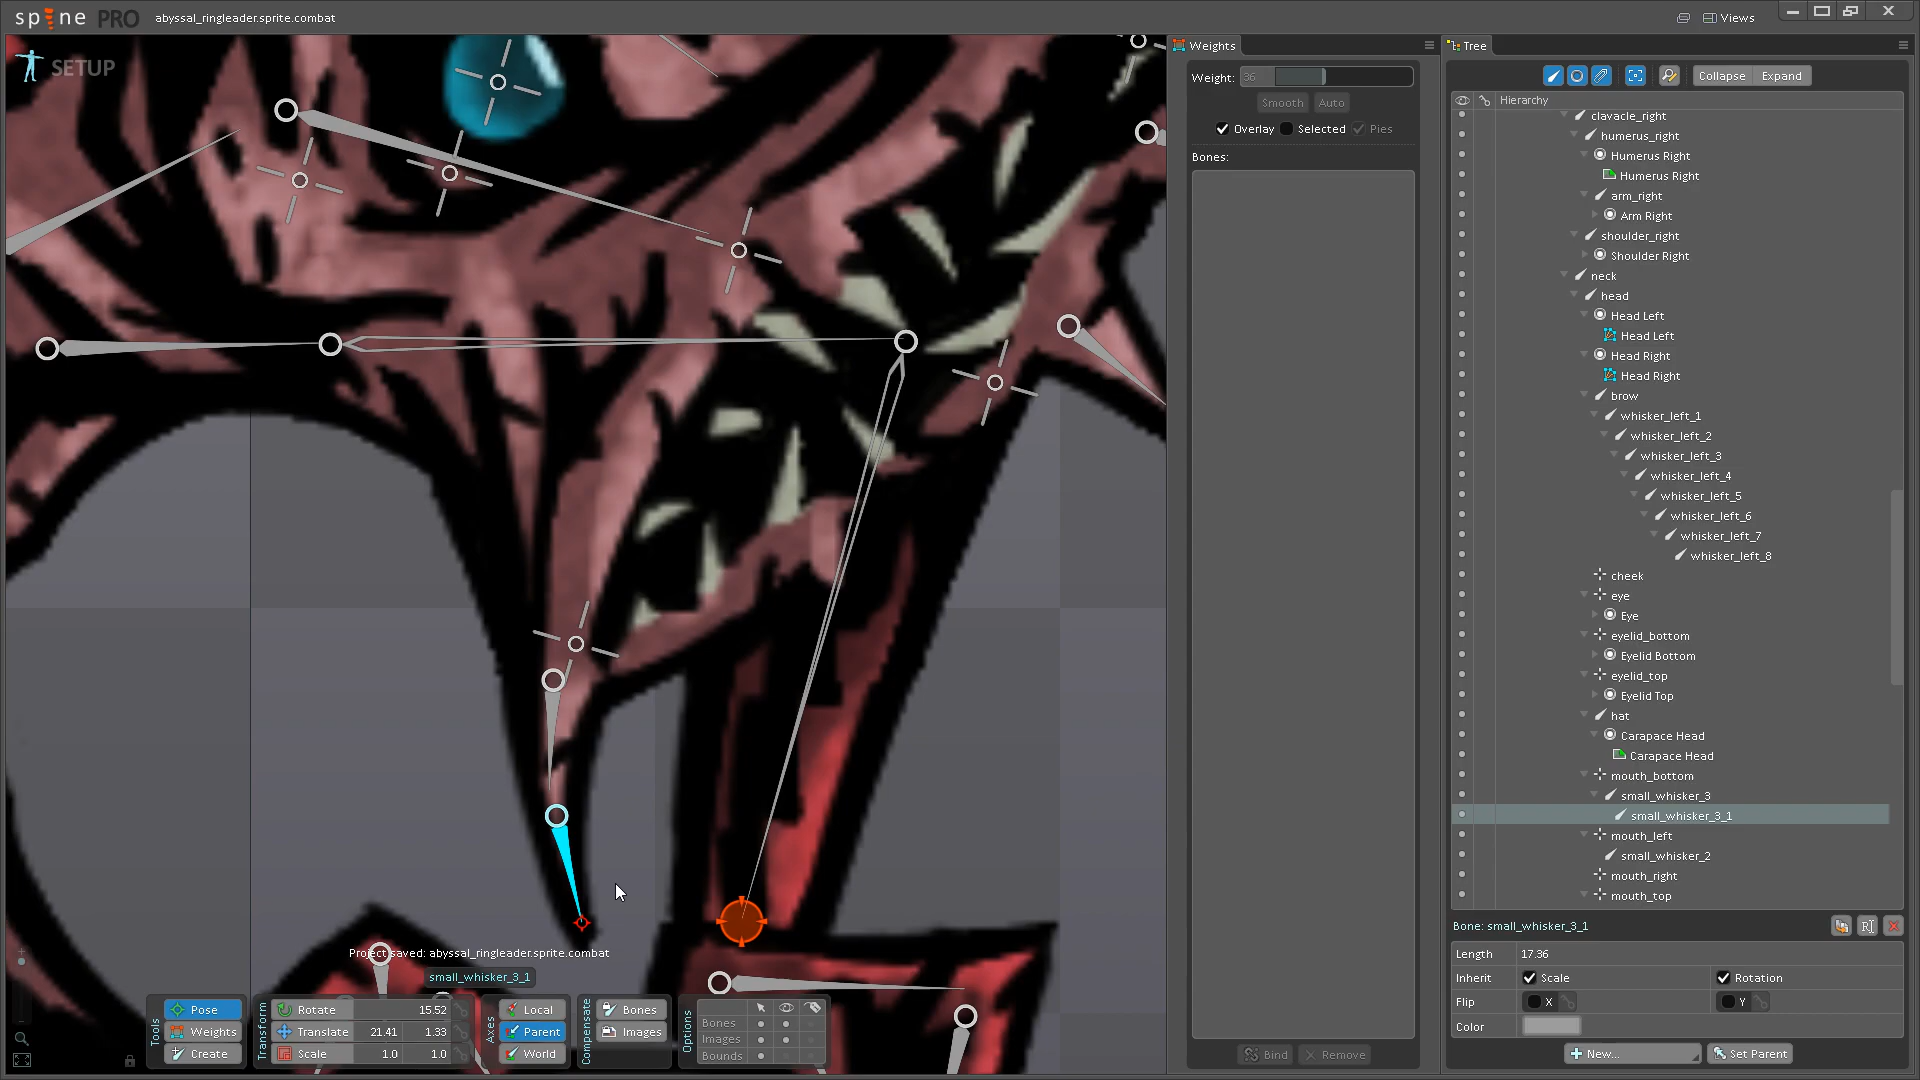 spine PRO abyssal_ringleader.sprite.combat Views
SETUP
Weights
Weight: 36
Smooth Auto
Overlay Selected Pies
Bones:
Bind Remove
Tree
Collapse Expand
Hierarchy
clavacle_right
humerus_right
Humerus Right
Humerus Right
arm_right
Arm Right
shoulder_right
Shoulder Right
neck
head
Head Left
Head Left
Head Right
Head Right
brow
whisker_left_1
whisker_left_2
whisker_left_3
whisker_left_4
whisker_left_5
whisker_left_6
whisker_left_7
whisker_left_8
cheek
eye
Eye
eyelid_bottom
Eyelid Bottom
eyelid_top
Eyelid Top
hat
Carapace Head
Carapace Head
mouth_bottom
small_whisker_3
small_whisker_3_1
mouth_left
small_whisker_2
mouth_right
mouth_top
Bone: small_whisker_3_1
Length 17.36
Inherit Scale Rotation
Flip X Y
Color
New... Set Parent
Project saved: abyssal_ringleader.sprite.combat
small_whisker_3_1
Tools
Pose
Weights
Create
Transform
Rotate 15.52
Translate 21.41 1.33
Scale 1.0 1.0
Axes
Local
Parent
World
Compensate
Bones
Images
Options
Bones
Images
Bounds